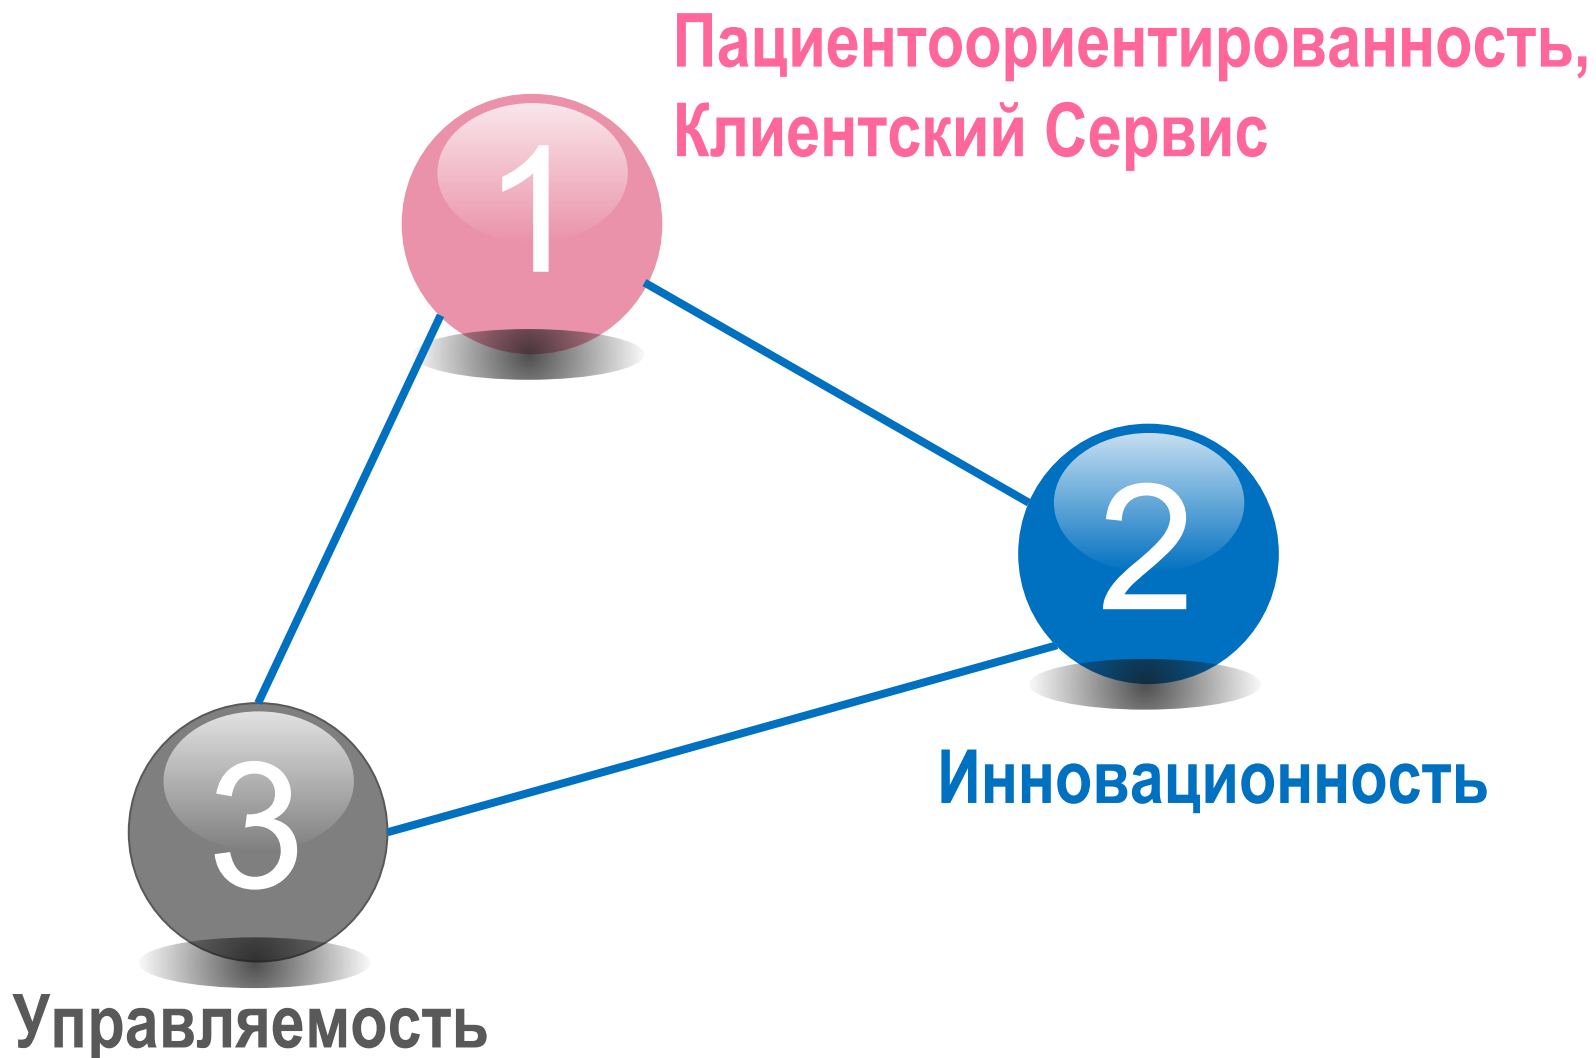 Пациентоориентированность,
Клиентский Сервис
1
2
Инновационность
3
Управляемость